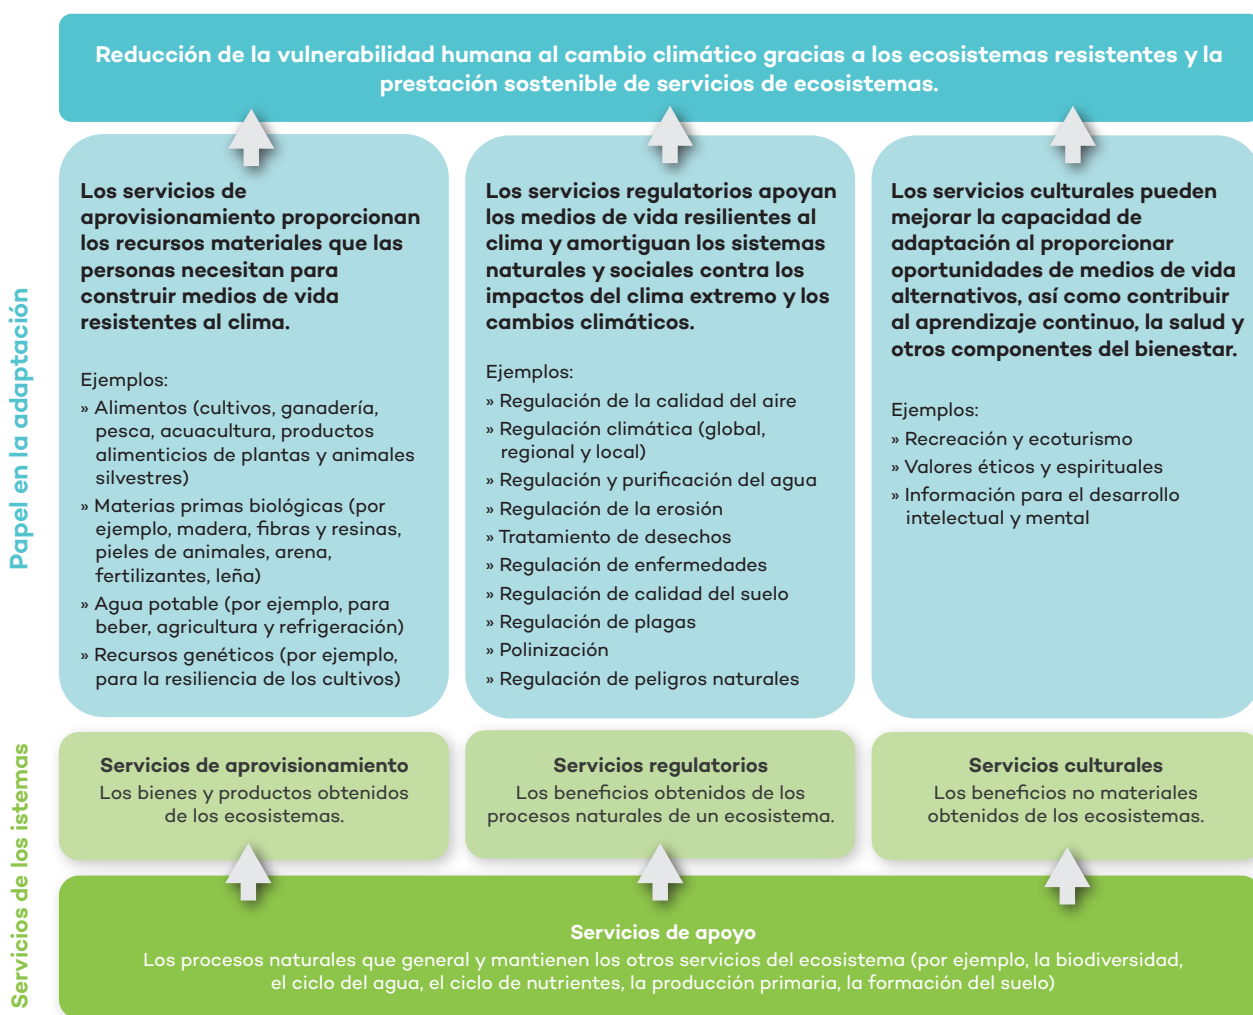 Reducción de la vulnerabilidad humana al cambio climático gracias a los ecosistemas resistentes y la
prestación sostenible de servicios de ecosistemas.
Papel en la adaptación
Los servicios de
aprovisionamiento proporcionan
los recursos materiales que las
personas necesitan para
construir medios de vida
resistentes al clima.
Ejemplos:
» Alimentos (cultivos, ganadería,
pesca, acuacultura, productos
alimenticios de plantas y animales
silvestres)
» Materias primas biológicas (por
ejemplo, madera, fibras y resinas,
pieles de animales, arena,
fertilizantes, leña)
» Agua potable (por ejemplo, para
beber, agricultura y refrigeración)
» Recursos genéticos (por ejemplo,
para la resiliencia de los cultivos)
Los servicios regulatorios apoyan
los medios de vida resilientes al
clima y amortiguan los sistemas
naturales y sociales contra los
impactos del clima extremo y los
cambios climáticos.
Ejemplos:
» Regulación de la calidad del aire
» Regulación climática (global,
regional y local)
» Regulación y purificación del agua
» Regulación de la erosión
» Tratamiento de desechos
» Regulación de enfermedades
» Regulación de calidad del suelo
» Regulación de plagas
» Polinización
» Regulación de peligros naturales
Los servicios culturales pueden
mejorar la capacidad de
adaptación al proporcionar
oportunidades de medios de vida
alternativos, así como contribuir
al aprendizaje continuo, la salud y
otros componentes del bienestar.
Ejemplos:
» Recreación y ecoturismo
» Valores éticos y espirituales
» Información para el desarrollo
intelectual y mental
Servicios de los istemas
Servicios de aprovisionamiento
Los bienes y productos obtenidos
de los ecosistemas.
Servicios regulatorios
Los beneficios obtenidos de los
procesos naturales de un ecosistema.
Servicios culturales
Los beneficios no materiales
obtenidos de los ecosistemas.
Servicios de apoyo
Los procesos naturales que general y mantienen los otros servicios del ecosistema (por ejemplo, la biodiversidad,
el ciclo del agua, el ciclo de nutrientes, la producción primaria, la formación del suelo)